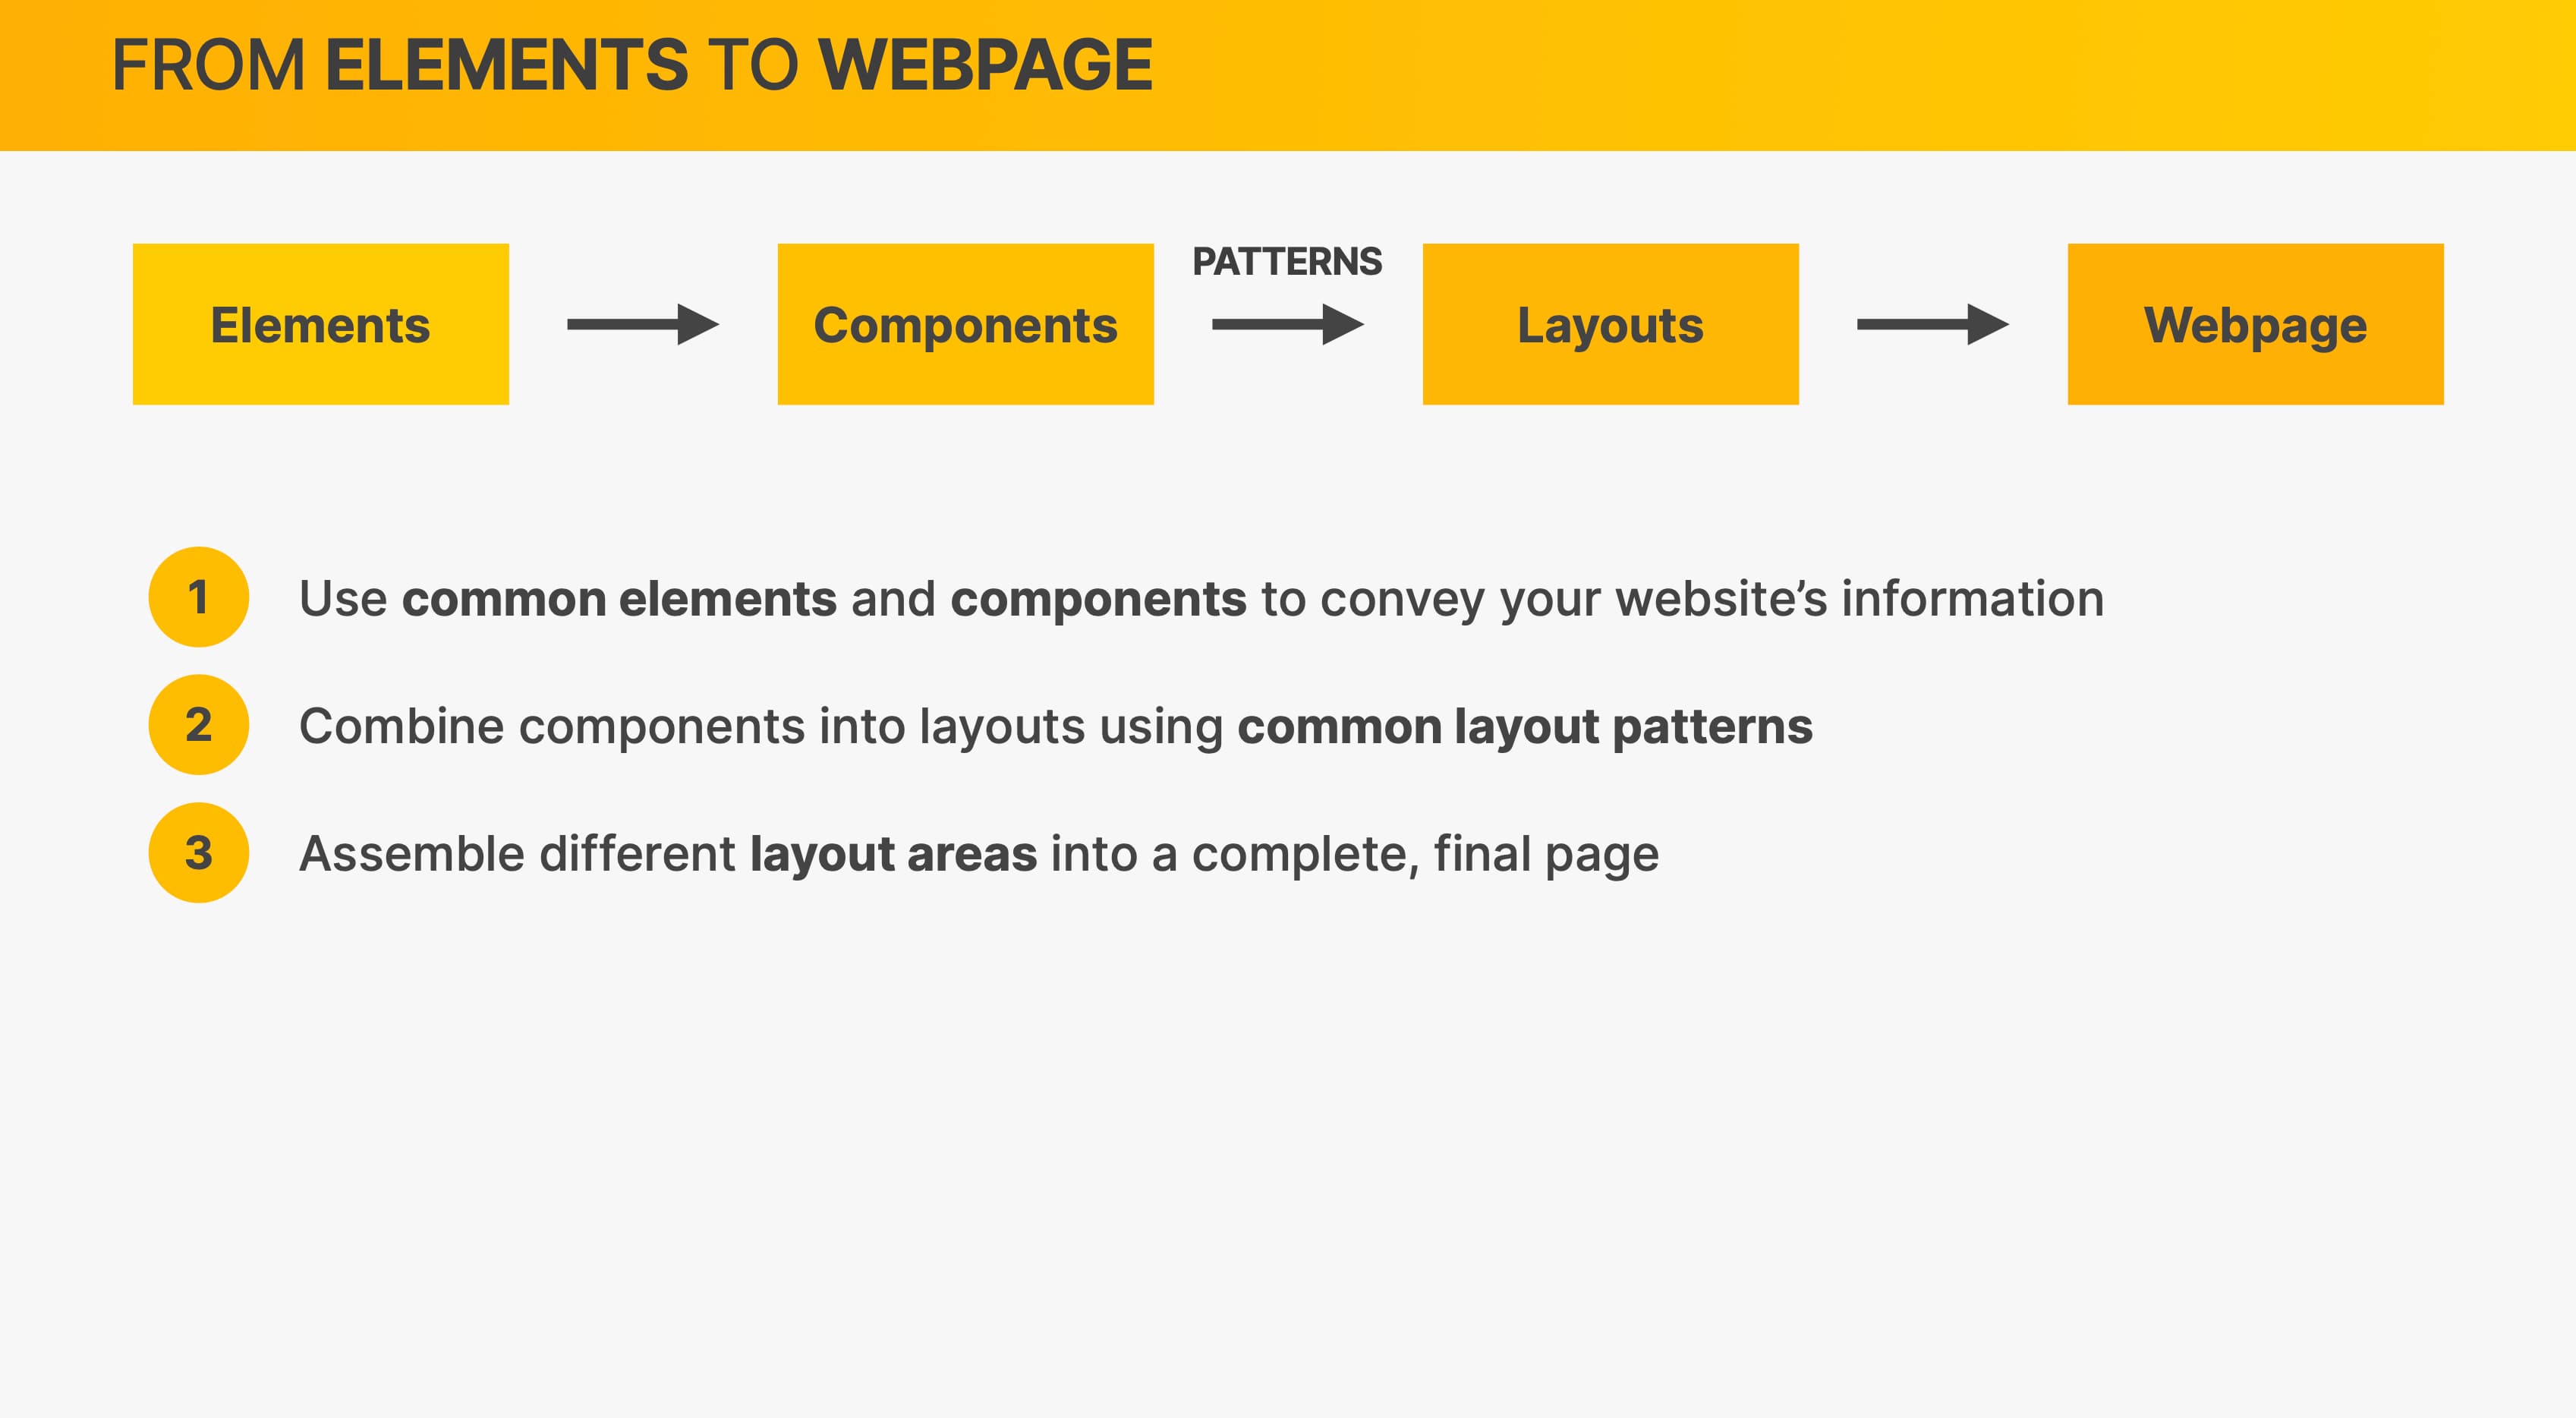 FROM ELEMENTS TO WEBPAGE
Elements
Components
PATTERNS
Layouts
Webpage
1 Use common elements and components to convey your website’s information
2 Combine components into layouts using common layout patterns
3 Assemble different layout areas into a complete, final page